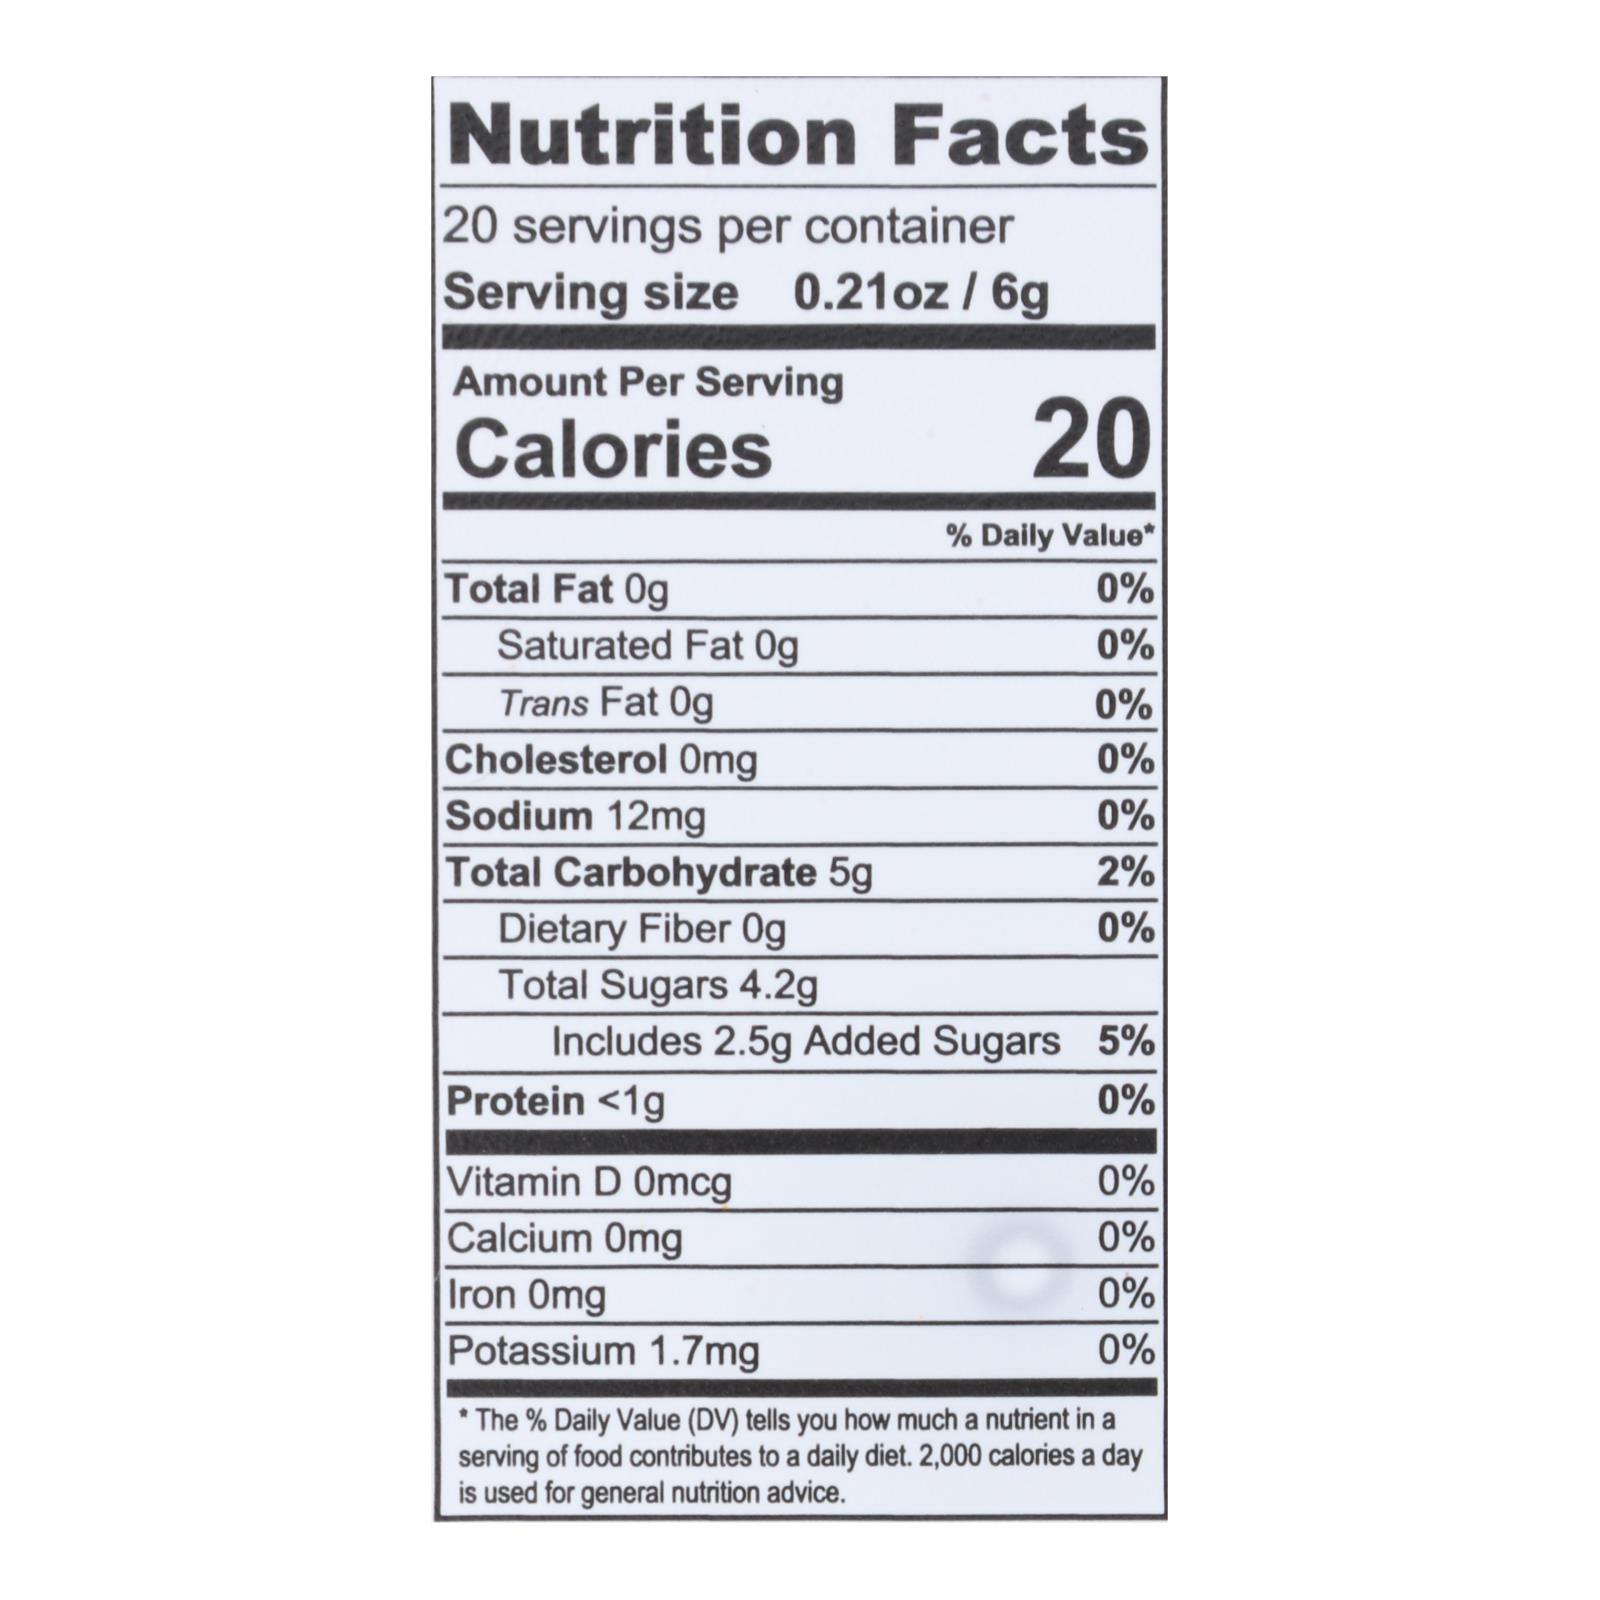 Nutrition Facts
20 servings per container
Serving size 0.21oz / 6g
Amount Per Serving
Calories 20
% Daily Value*
Total Fat 0g 0%
Saturated Fat 0g 0%
Trans Fat 0g 0%
Cholesterol 0mg 0%
Sodium 12mg 0%
Total Carbohydrate 5g 2%
Dietary Fiber 0g 0%
Total Sugars 4.2g
Includes 2.5g Added Sugars 5%
Protein <1g 0%
Vitamin D 0mcg 0%
Calcium 0mg 0%
Iron 0mg 0%
Potassium 1.7mg 0%
* The % Daily Value (DV) tells you how much a nutrient in a
serving of food contributes to a daily diet. 2,000 calories a day
is used for general nutrition advice.